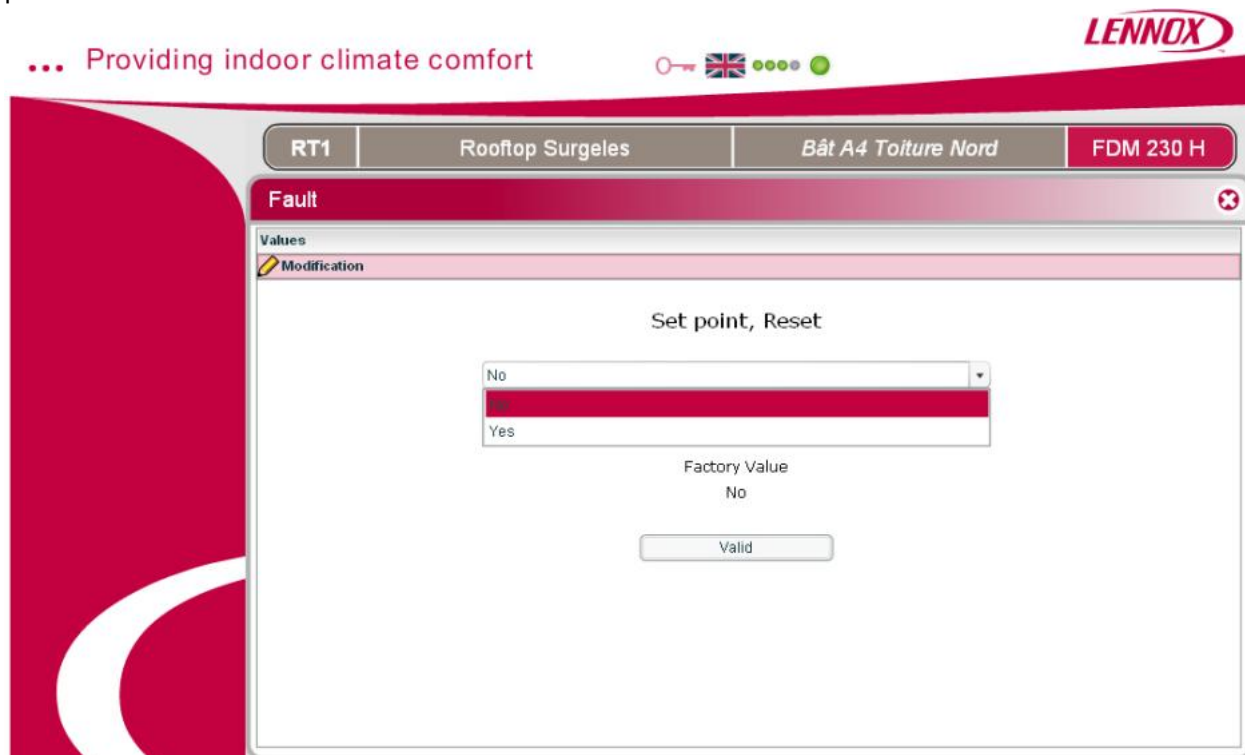 LENNOX
... Providing indoor climate comfort
RT1 Rooftop Surgeles Bât A4 Toiture Nord FDM 230 H
Fault
Values
Modification
Set point, Reset
No
No
Yes
Factory Value
No
Valid